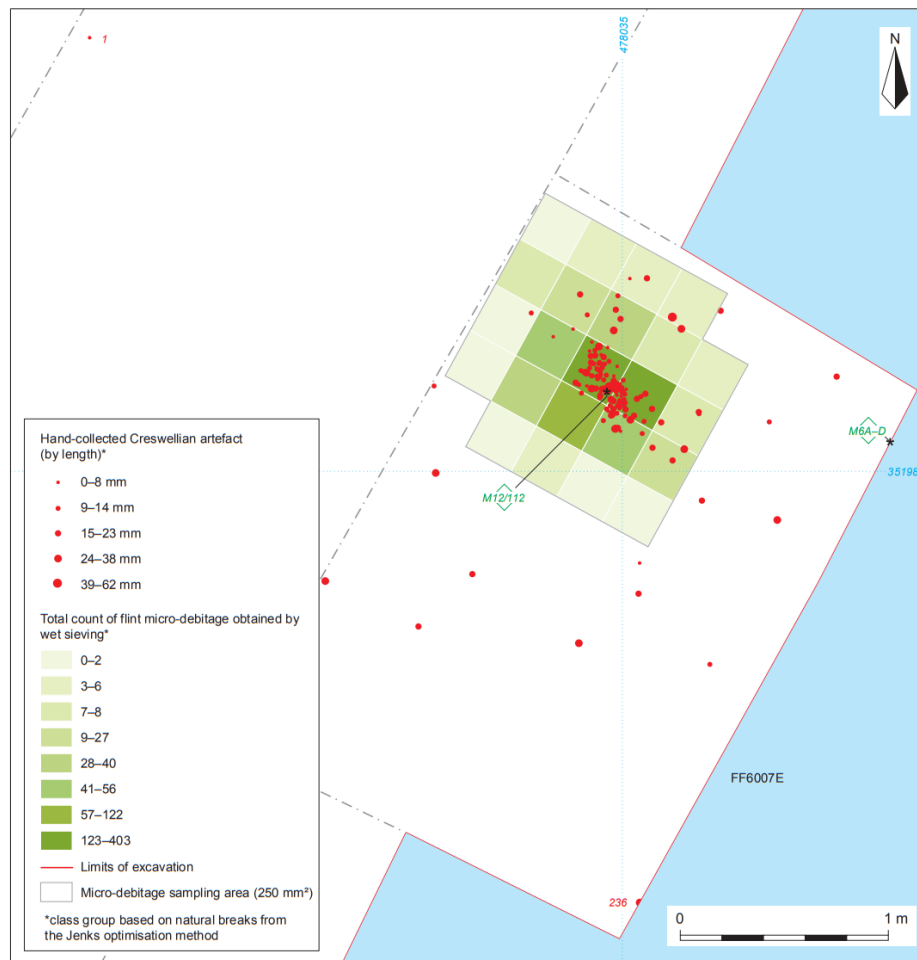 1
478035
N
M6A–D
35198
M12/112
Hand-collected Creswellian artefact
(by length)*
0–8 mm
9–14 mm
15–23 mm
24–38 mm
39–62 mm
Total count of flint micro-debitage obtained by
wet sieving*
0–2
3–6
7–8
9–27
28–40
41–56
57–122
123–403
Limits of excavation
Micro-debitage sampling area (250 mm²)
*class group based on natural breaks from
the Jenks optimisation method
FF6007E
236
0 1 m